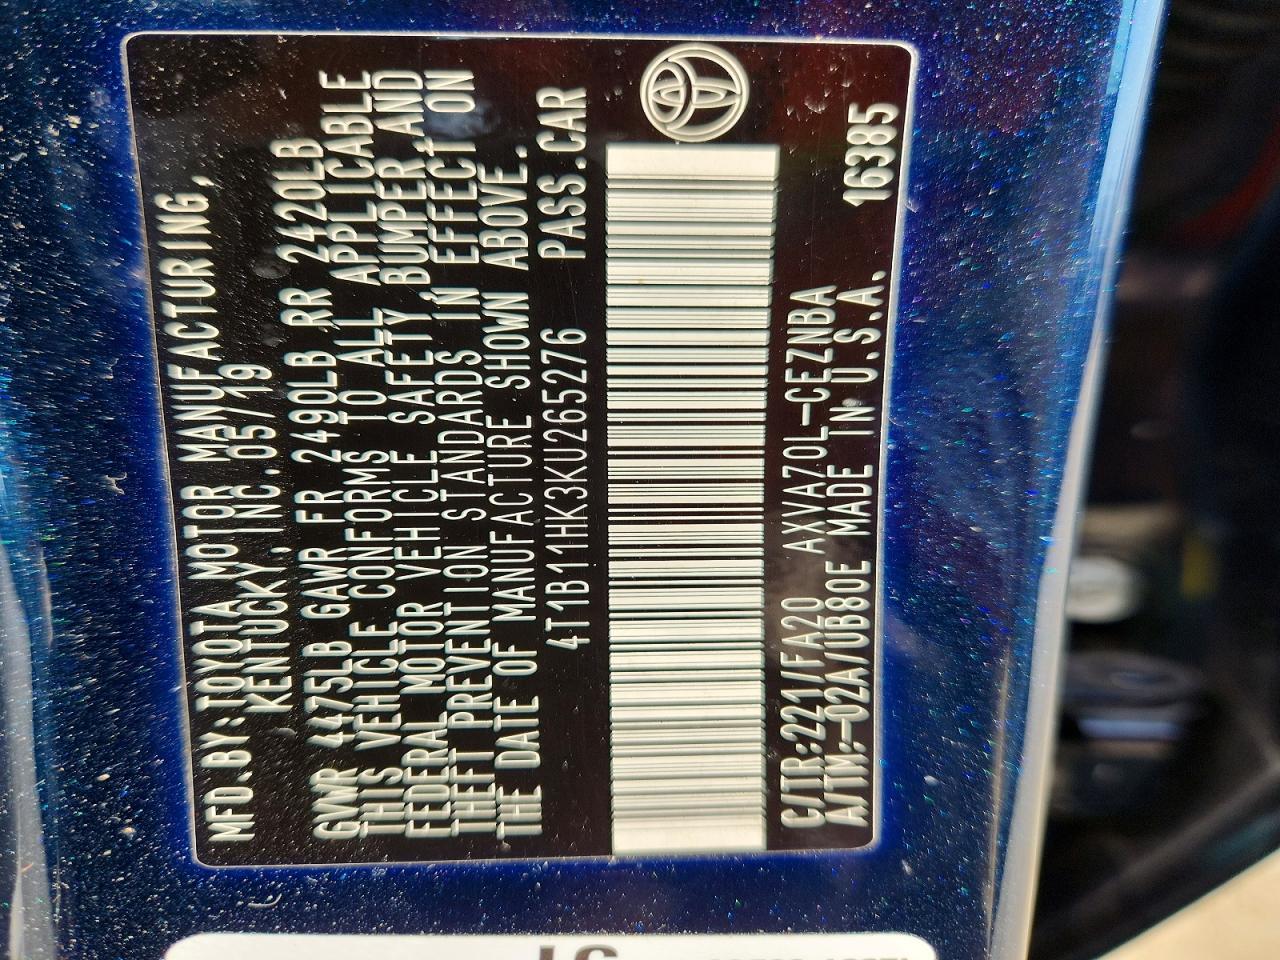 MFD.BY:TOYOTA MOTOR MANUFACTURING,
KENTUCKY, INC.05/19
GVWR 4475LB GAWR FR 2490LB RR 2420LB
THIS VEHICLE CONFORMS TO ALL APPLICABLE
FEDERAL MOTOR VEHICLE SAFETY, BUMPER AND
THEFT PREVENTION STANDARDS IN EFFECT ON
THE DATE OF MANUFACTURE SHOWN ABOVE.
4T1B11HK3KU265276 PASS.CAR
C/TR:221/FA20 AXVA70L-CEZNBA
A/TM:-02A/UB80E MADE IN U.S.A. 16385